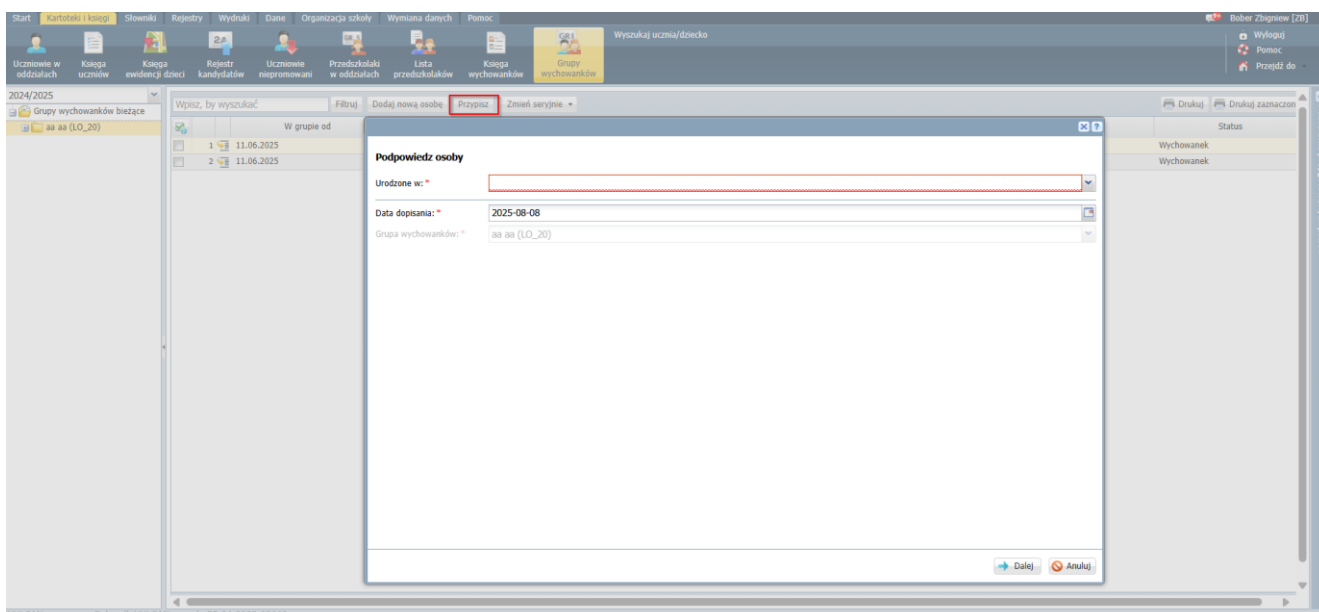 Start Kartoteki i księgi Słowniki Rejestry Wydruki Dane Organizacja szkoły Wymiana danych Pomoc Bober Zbigniew [ZB]
Uczniowie w oddziałach
Księga uczniów
Księga ewidencji dzieci
Rejestr kandydatów
Uczniowie niepromowani
Przedszkolaki w oddziałach
Lista przedszkolaków
Księga wychowanków
Grupy wychowanków
Wyszukaj ucznia/dziecko
Wyloguj
Pomoc
Przejdź do
2024/2025
Grupy wychowanków bieżące
aa aa (LO_20)
Wpisz, by wyszukać Filtruj Dodaj nową osobę Przypisz Zmień seryjnie Drukuj Drukuj zaznaczon
W grupie od Status
1 11.06.2025 Wychowanek
2 11.06.2025 Wychowanek
Podpowiedz osoby
Urodzone w: *
Data dopisania: * 2025-08-08
Grupa wychowanków: * aa aa (LO_20)
Dalej Anuluj